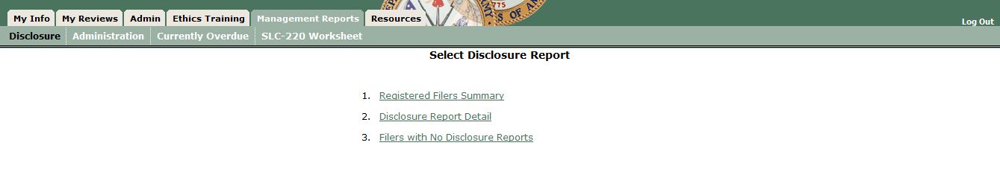 My Info My Reviews Admin Ethics Training Management Reports Resources Log Out
Disclosure Administration Currently Overdue SLC-220 Worksheet
Select Disclosure Report
1. Registered Filers Summary
2. Disclosure Report Detail
3. Filers with No Disclosure Reports